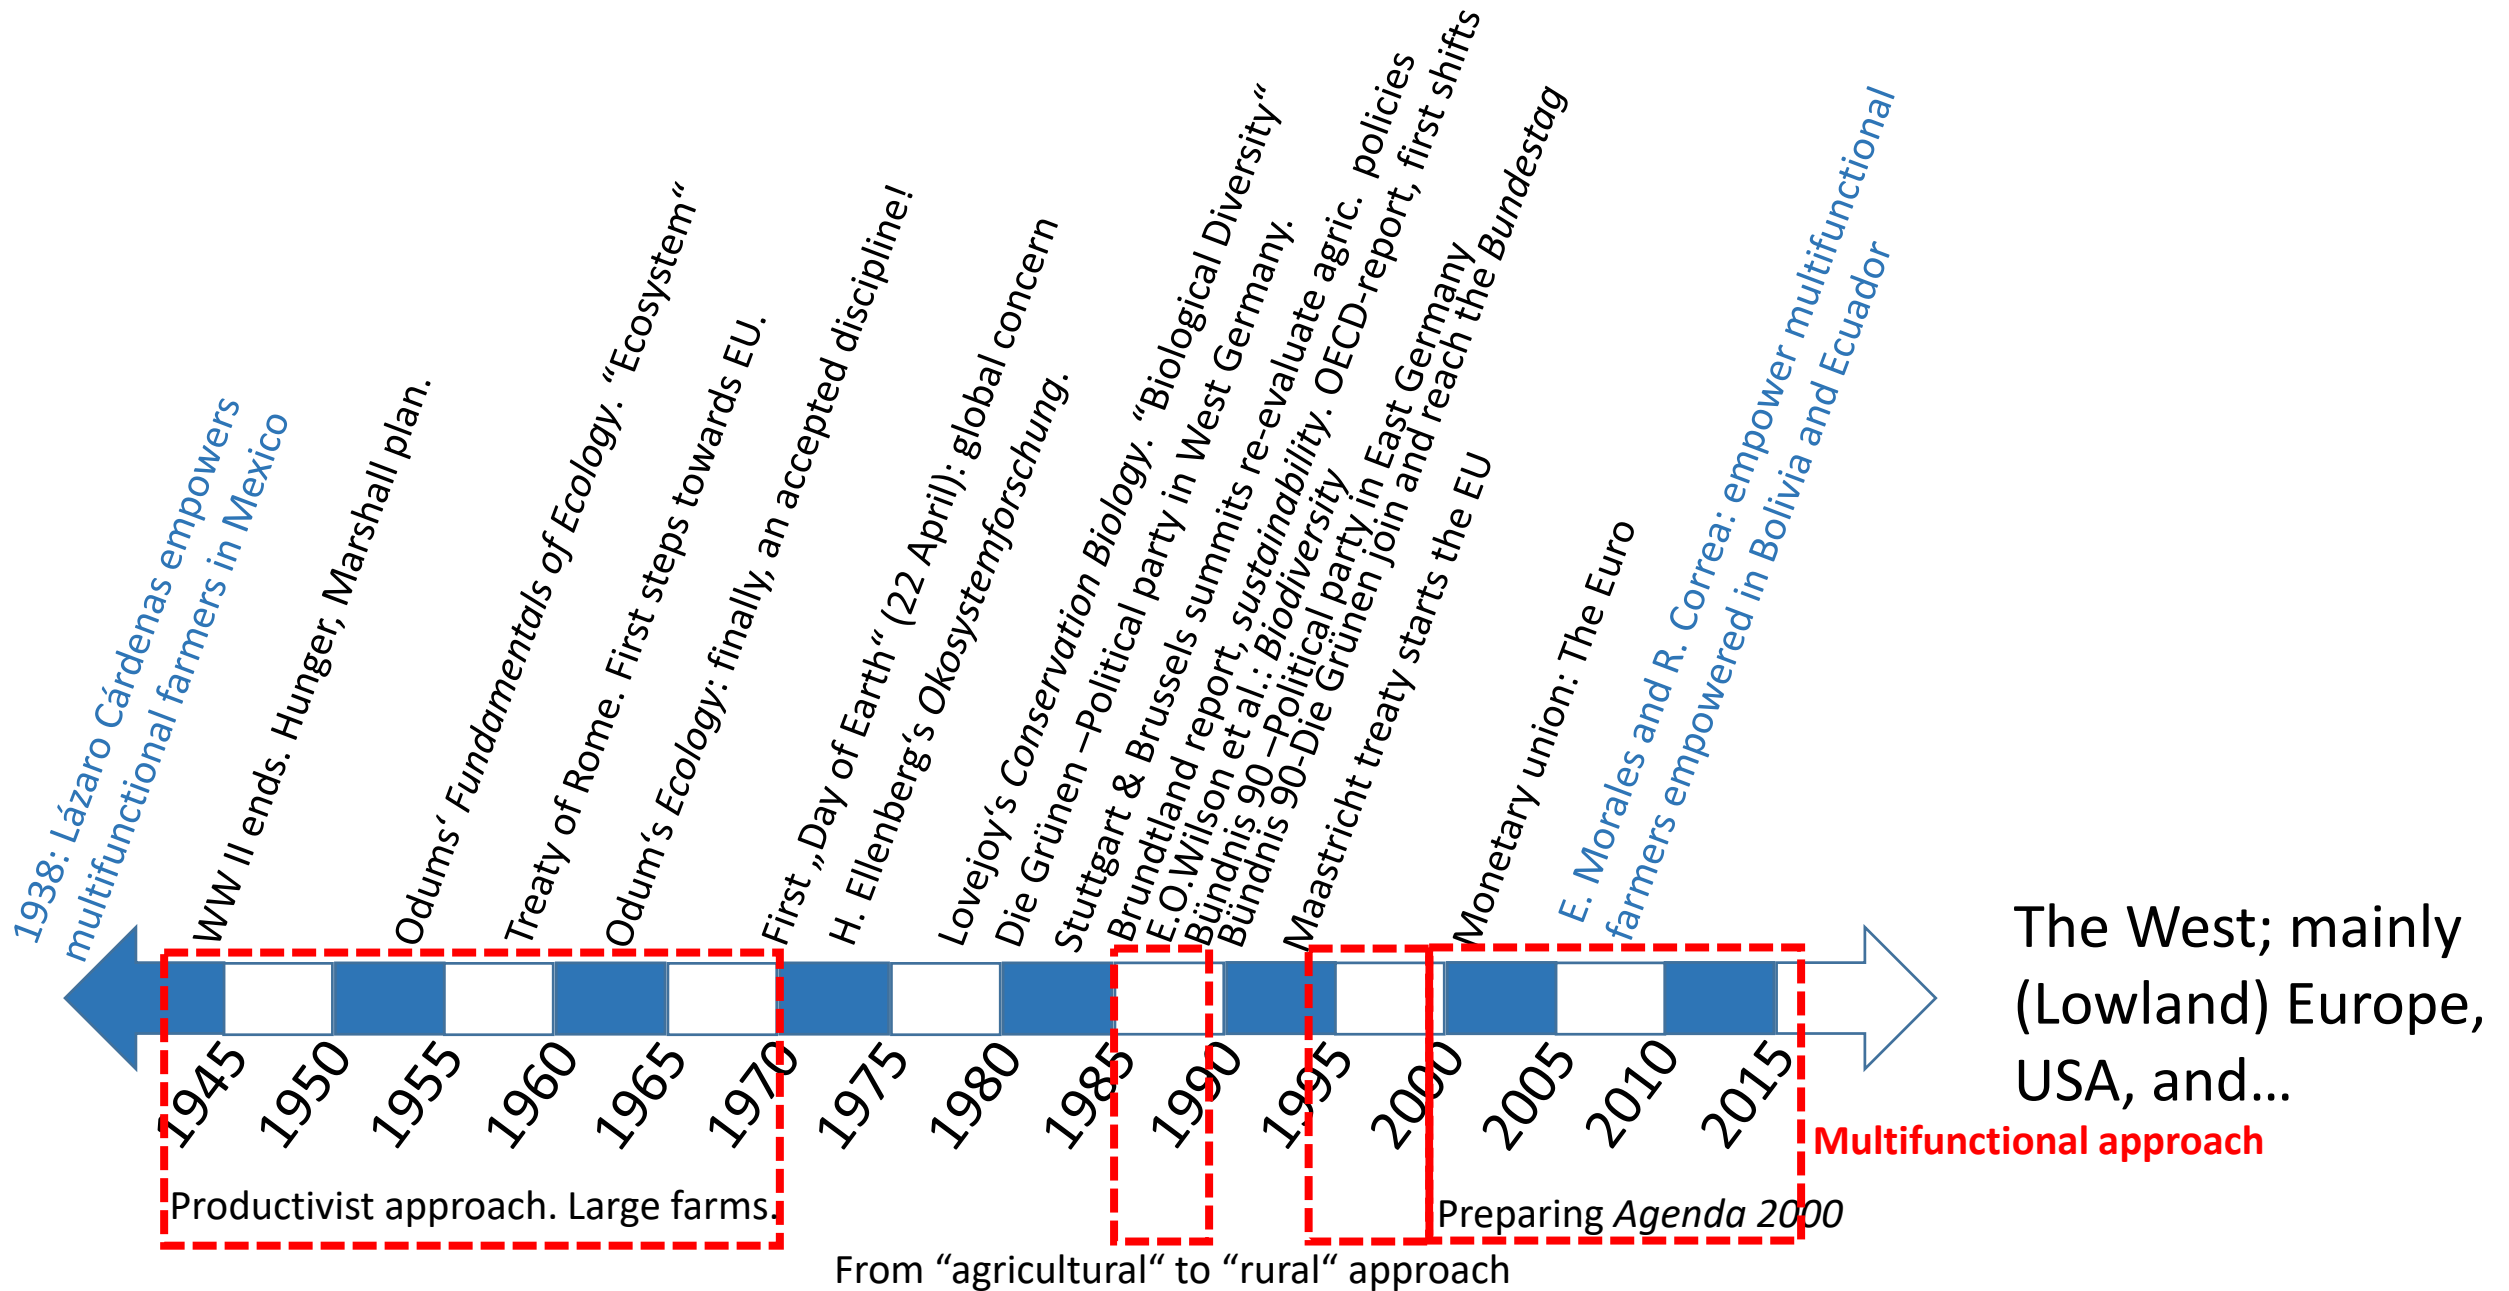 1938: Lázaro Cárdenas empowers
multifunctional farmers in Mexico
WW II ends. Hunger, Marshall plan.
Odums‘ Fundamentals of Ecology. “Ecosystem“
Treaty of Rome. First steps towards EU.
Odum‘s Ecology: finally, an accepted discipline!
First „Day of Earth“ (22 April): global concern
H. Ellenberg‘s Okosystemforschung.
Lovejoy‘s Conservation Biology. “Biological Diversity“
Die Grünen –Political party in West Germany.
Stuttgart & Brussels summits re-evaluate agric. policies
Brundtland report, sustainability. OECD-report, first shifts
E.O.Wilson et al.: Biodiversity
Bündnis 90 –Political party in East Germany
Bündnis 90-Die Grünen join and reach the Bundestag
Maastricht treaty starts the EU
Monetary union: The Euro
E. Morales and R. Correa: empower multifunctional
farmers empowered in Bolivia and Ecuador
The West; mainly
(Lowland) Europe,
USA, and...
1945 1950 1955 1960 1965 1970 1975 1980 1985 1990 1995 2000 2005 2010 2015
Multifunctional approach
Productivist approach. Large farms.
Preparing Agenda 2000
From “agricultural“ to “rural“ approach